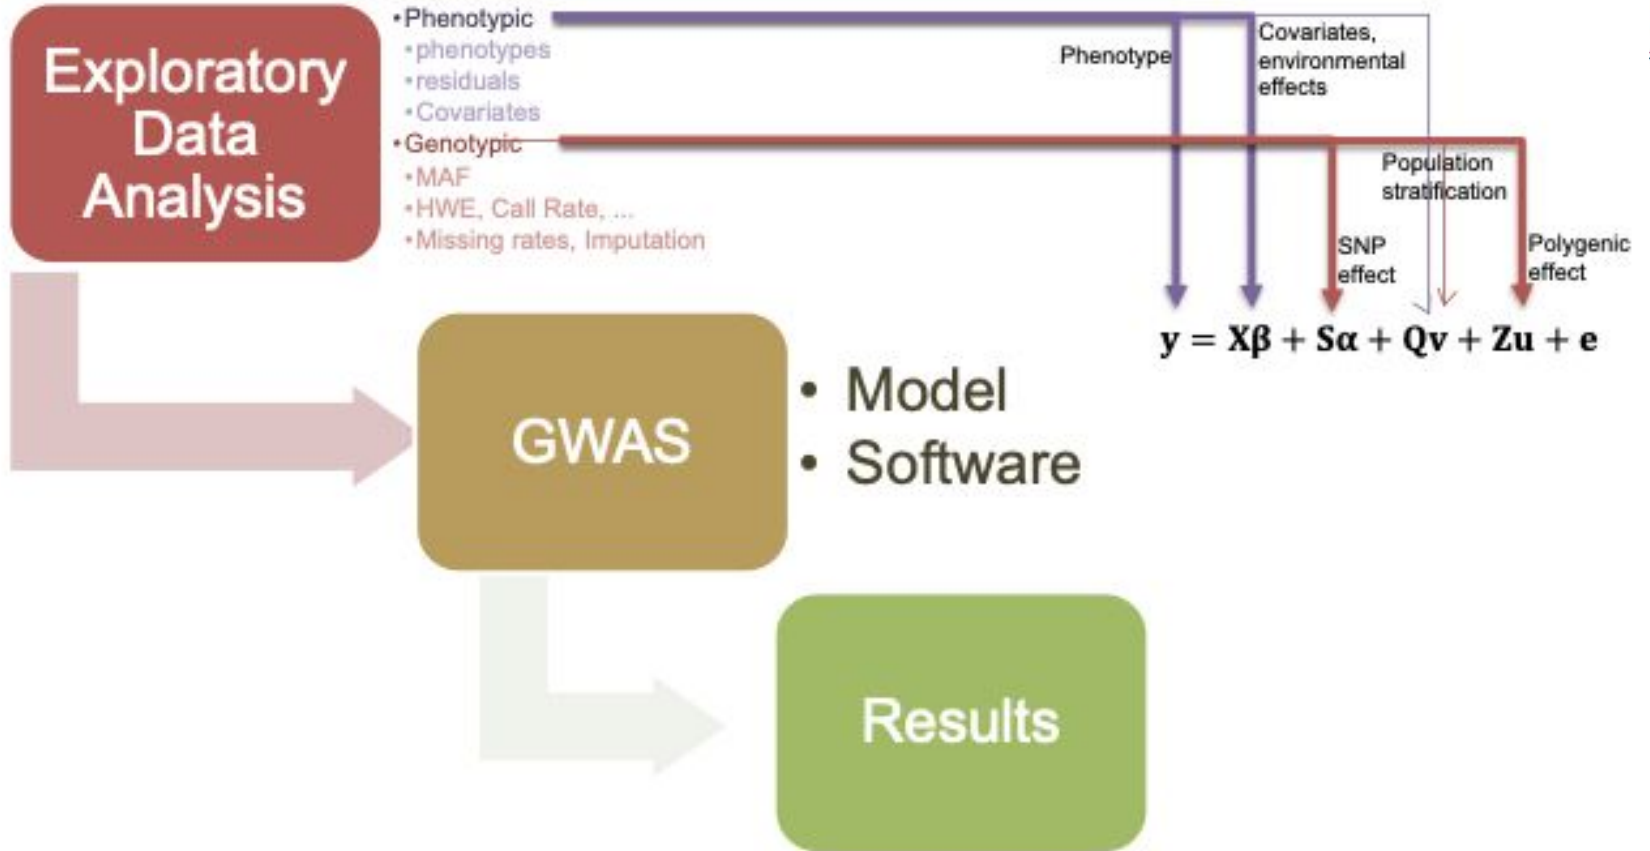 Exploratory
Data
Analysis
•Phenotypic
•phenotypes
•residuals
•Covariates
•Genotypic
•MAF
•HWE, Call Rate, ...
•Missing rates, Imputation
Phenotype
Covariates,
environmental
effects
Population
stratification
SNP
effect
Polygenic
effect
y = Xβ + Sα + Qv + Zu + e
GWAS
• Model
• Software
Results